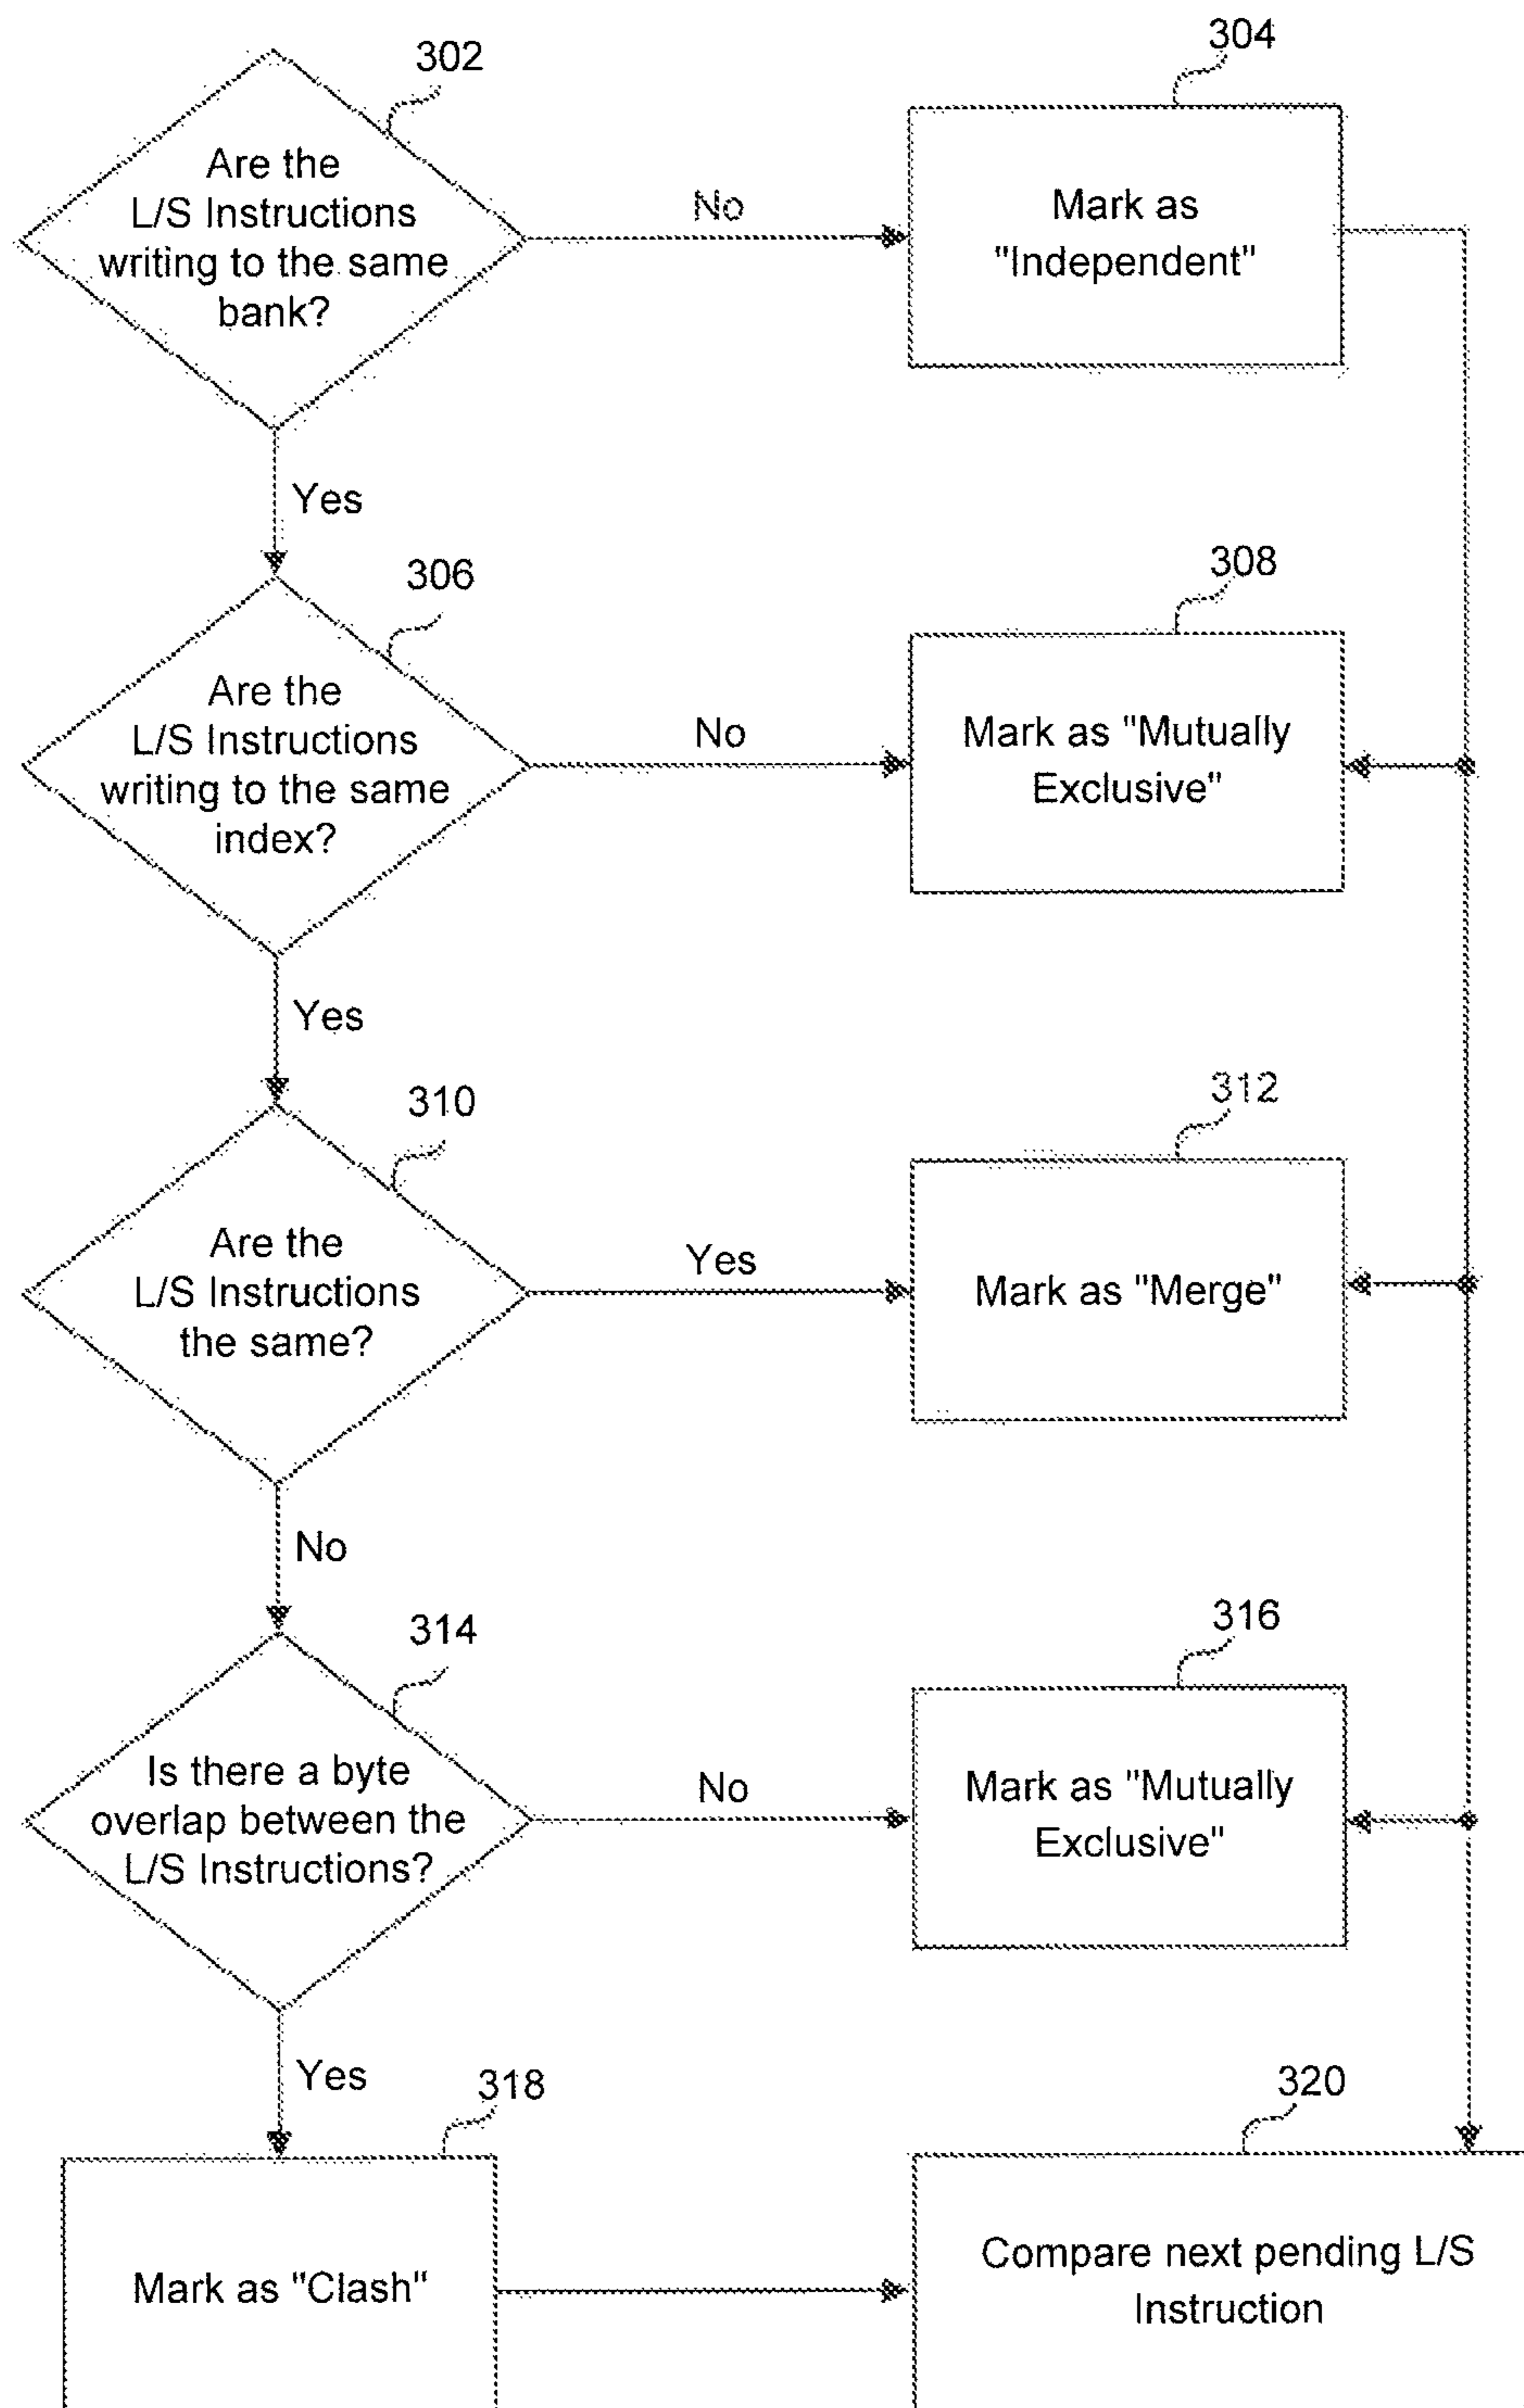 302
304
Are the
L/S Instructions
writing to the same
bank?
No
Mark as
"Independent"
Yes
306
308
Are the
L/S Instructions
writing to the same
index?
No
Mark as "Mutually
Exclusive"
Yes
310
312
Are the
L/S Instructions
the same?
Yes
Mark as "Merge"
No
314
316
Is there a byte
overlap between the
L/S Instructions?
No
Mark as "Mutually
Exclusive"
Yes
318
320
Mark as "Clash"
Compare next pending L/S
Instruction